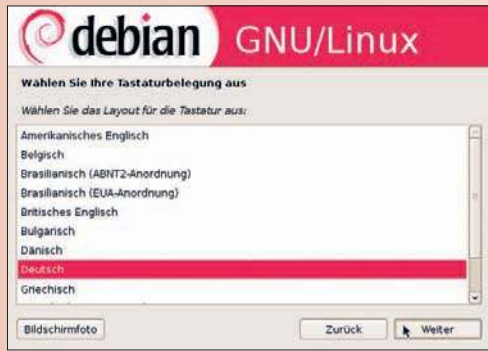 debian GNU/Linux
Wählen Sie Ihre Tastaturbelegung aus
Wählen Sie das Layout für die Tastatur aus:
Amerikanisches Englisch
Belgisch
Brasilianisch (ABNT2-Anordnung)
Brasilianisch (EUA-Anordnung)
Britisches Englisch
Bulgarisch
Dänisch
Deutsch
Griechisch
Bildschirmfoto
Zurück
Weiter